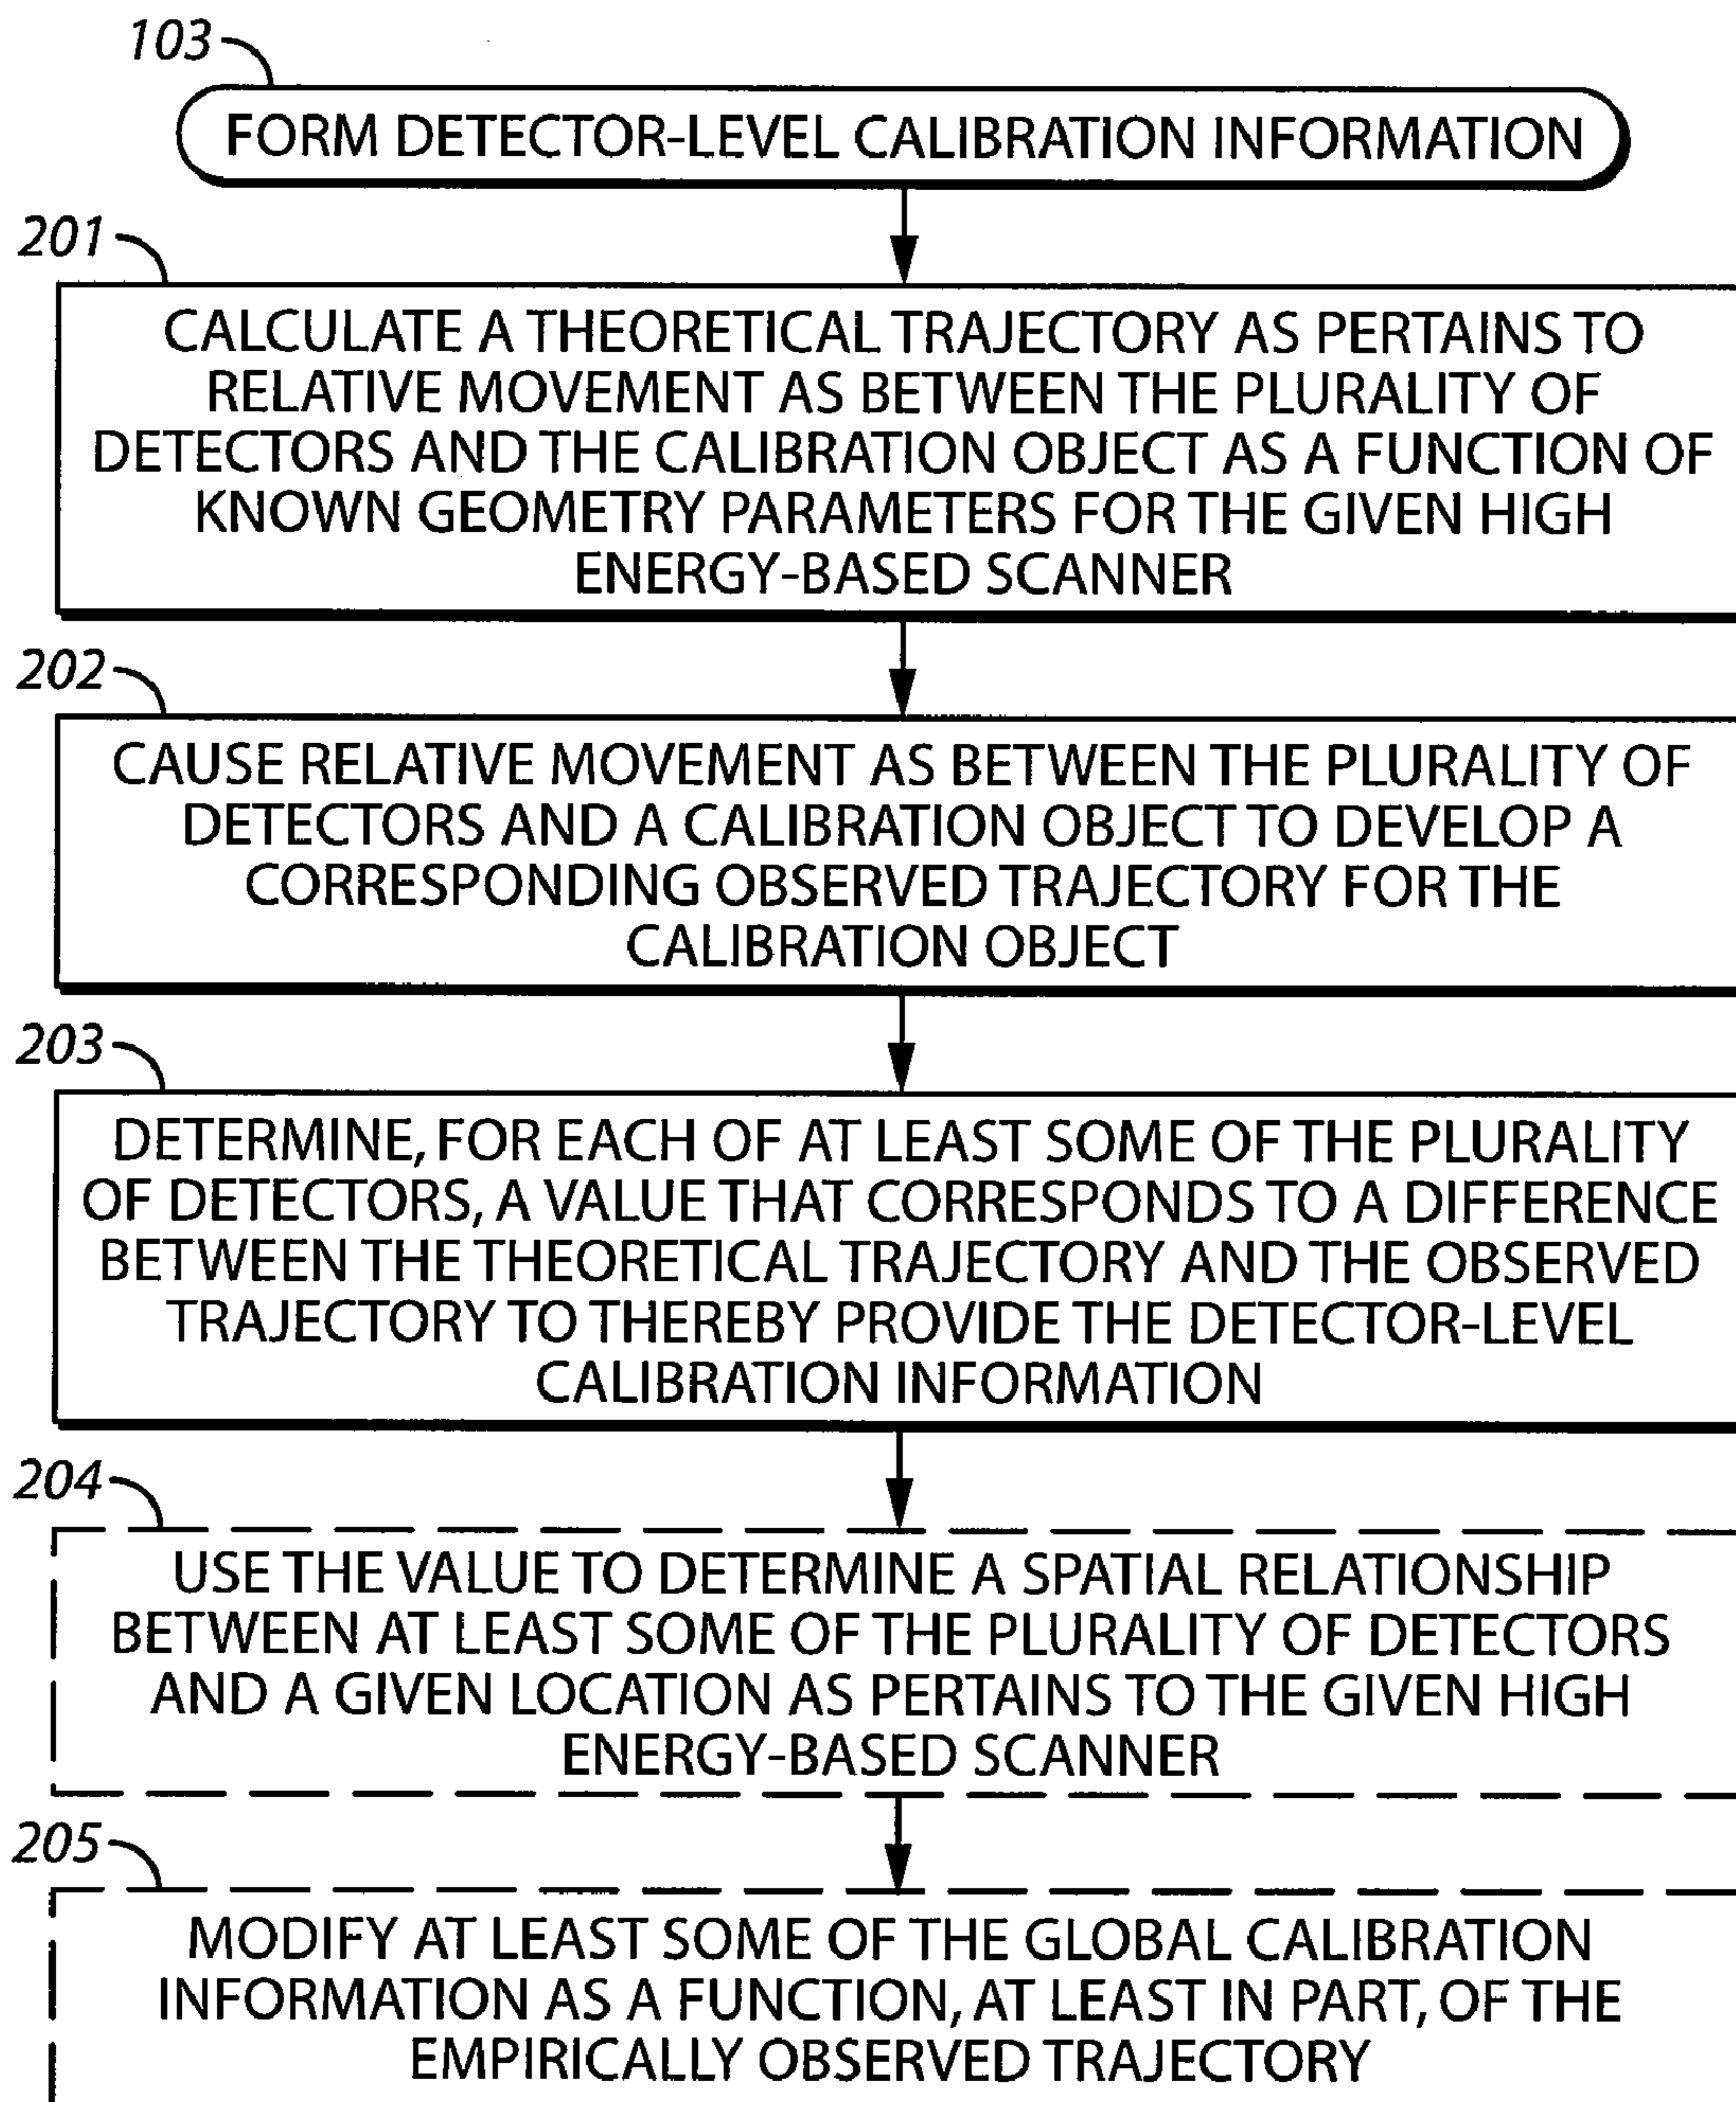 103
FORM DETECTOR-LEVEL CALIBRATION INFORMATION
201
CALCULATE A THEORETICAL TRAJECTORY AS PERTAINS TO
RELATIVE MOVEMENT AS BETWEEN THE PLURALITY OF
DETECTORS AND THE CALIBRATION OBJECT AS A FUNCTION OF
KNOWN GEOMETRY PARAMETERS FOR THE GIVEN HIGH
ENERGY-BASED SCANNER
202
CAUSE RELATIVE MOVEMENT AS BETWEEN THE PLURALITY OF
DETECTORS AND A CALIBRATION OBJECT TO DEVELOP A
CORRESPONDING OBSERVED TRAJECTORY FOR THE
CALIBRATION OBJECT
203
DETERMINE, FOR EACH OF AT LEAST SOME OF THE PLURALITY
OF DETECTORS, A VALUE THAT CORRESPONDS TO A DIFFERENCE
BETWEEN THE THEORETICAL TRAJECTORY AND THE OBSERVED
TRAJECTORY TO THEREBY PROVIDE THE DETECTOR-LEVEL
CALIBRATION INFORMATION
204
USE THE VALUE TO DETERMINE A SPATIAL RELATIONSHIP
BETWEEN AT LEAST SOME OF THE PLURALITY OF DETECTORS
AND A GIVEN LOCATION AS PERTAINS TO THE GIVEN HIGH
ENERGY-BASED SCANNER
205
MODIFY AT LEAST SOME OF THE GLOBAL CALIBRATION
INFORMATION AS A FUNCTION, AT LEAST IN PART, OF THE
EMPIRICALLY OBSERVED TRAJECTORY